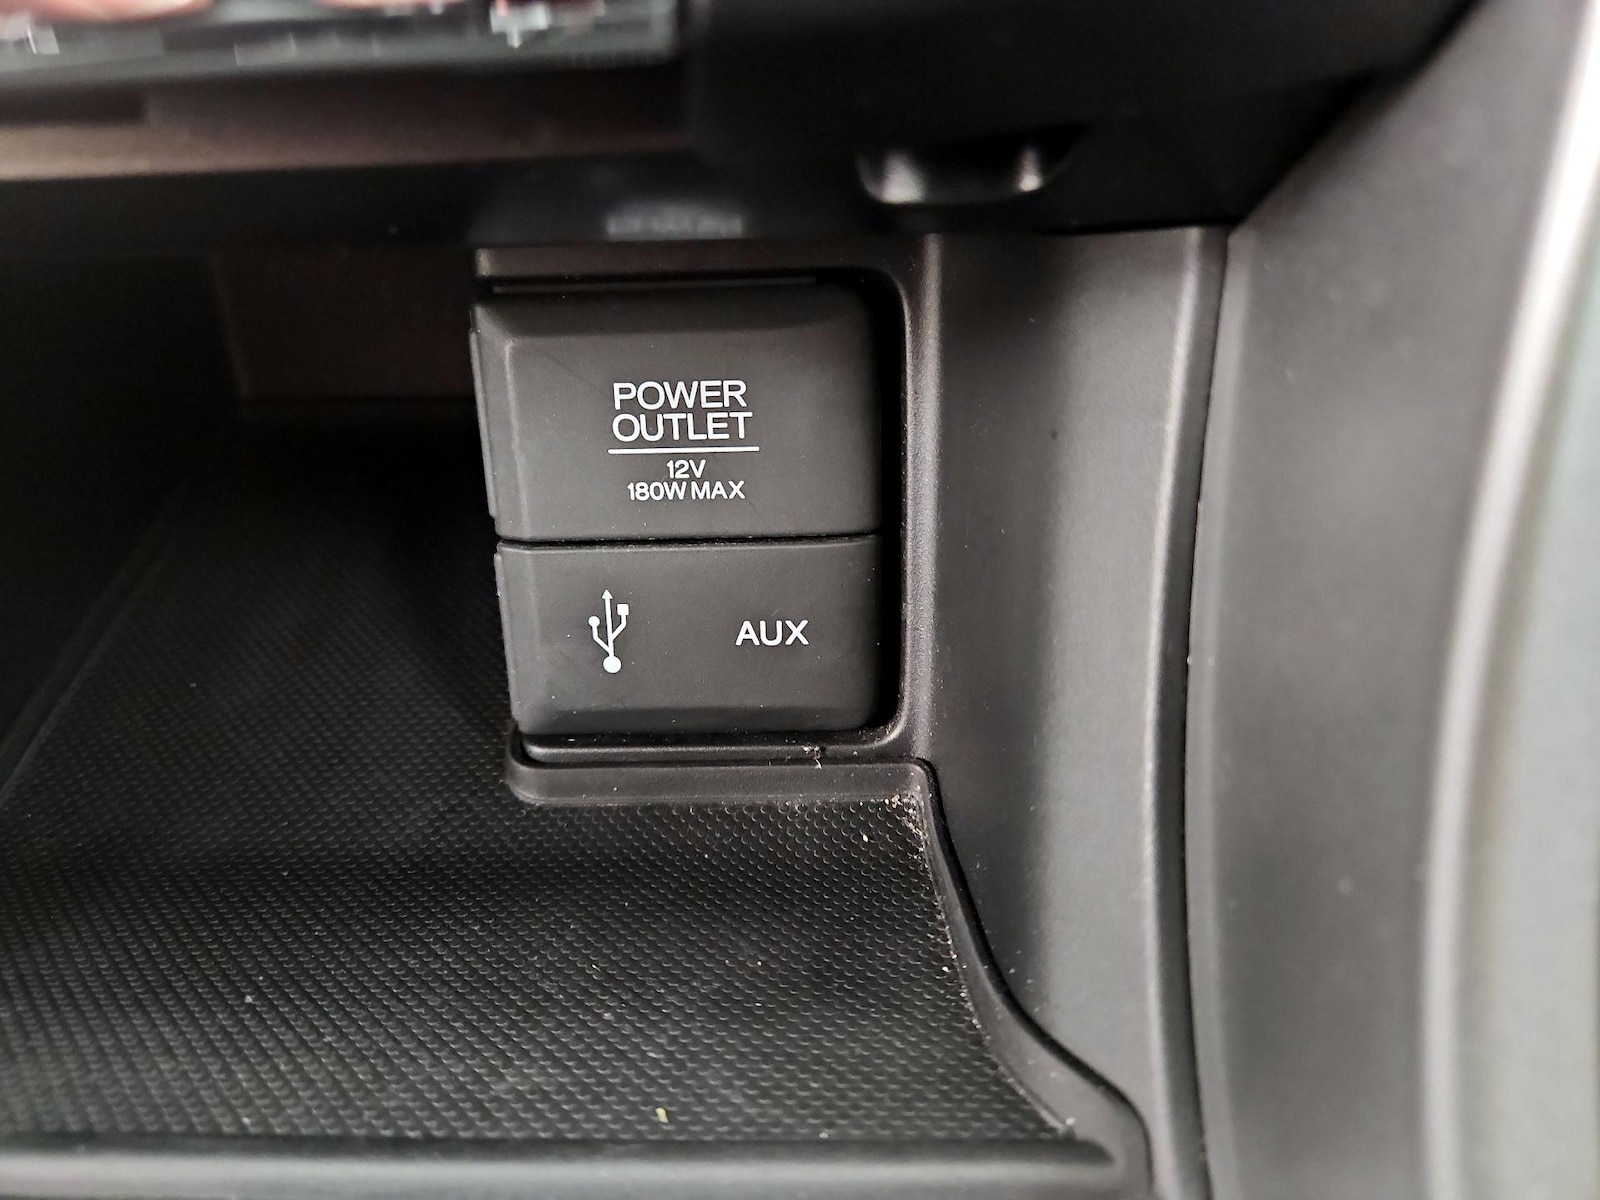 POWER
OUTLET
12V
180W MAX
AUX